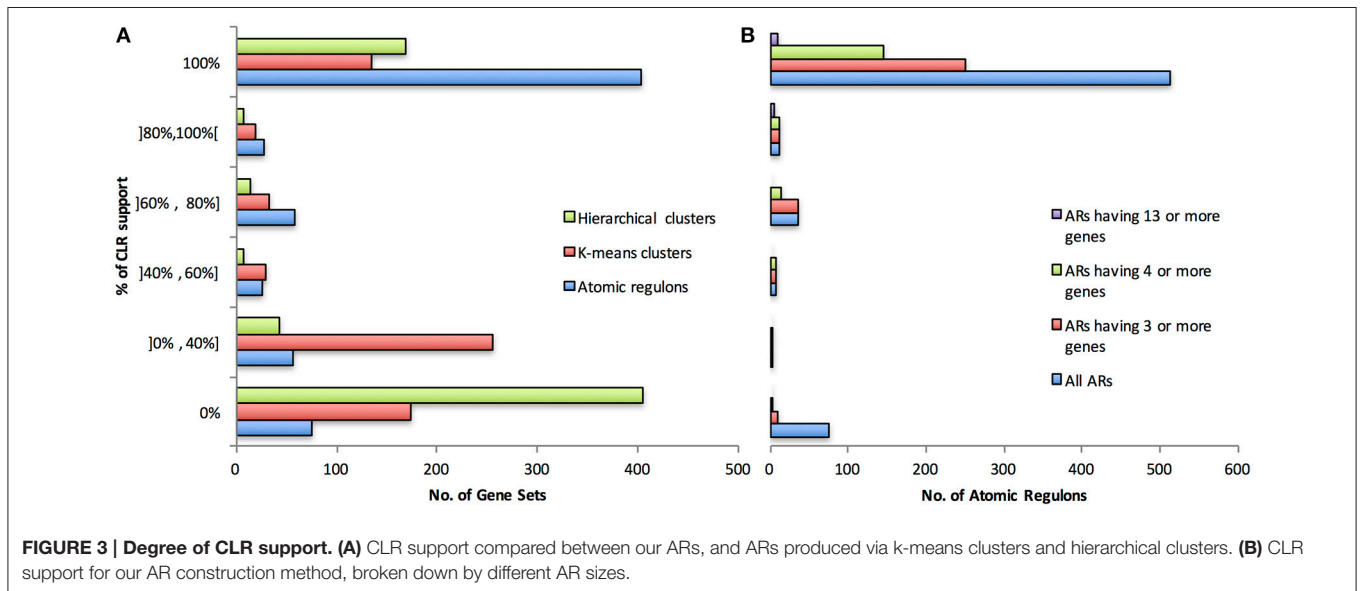 A
% of CLR support
100%
]80%,100%[
]60% , 80%]
]40% ,60%]
]0% , 40%]
0%
Hierarchical clusters
K-means clusters
Atomic regulons
0 100 200 300 400 500
No. of Gene Sets
B
ARs having 13 or more
genes
ARs having 4 or more
genes
ARs having 3 or more
genes
All ARs
0 100 200 300 400 500 600
No. of Atomic Regulons
FIGURE 3 | Degree of CLR support. (A) CLR support compared between our ARs, and ARs produced via k-means clusters and hierarchical clusters. (B) CLR
support for our AR construction method, broken down by different AR sizes.